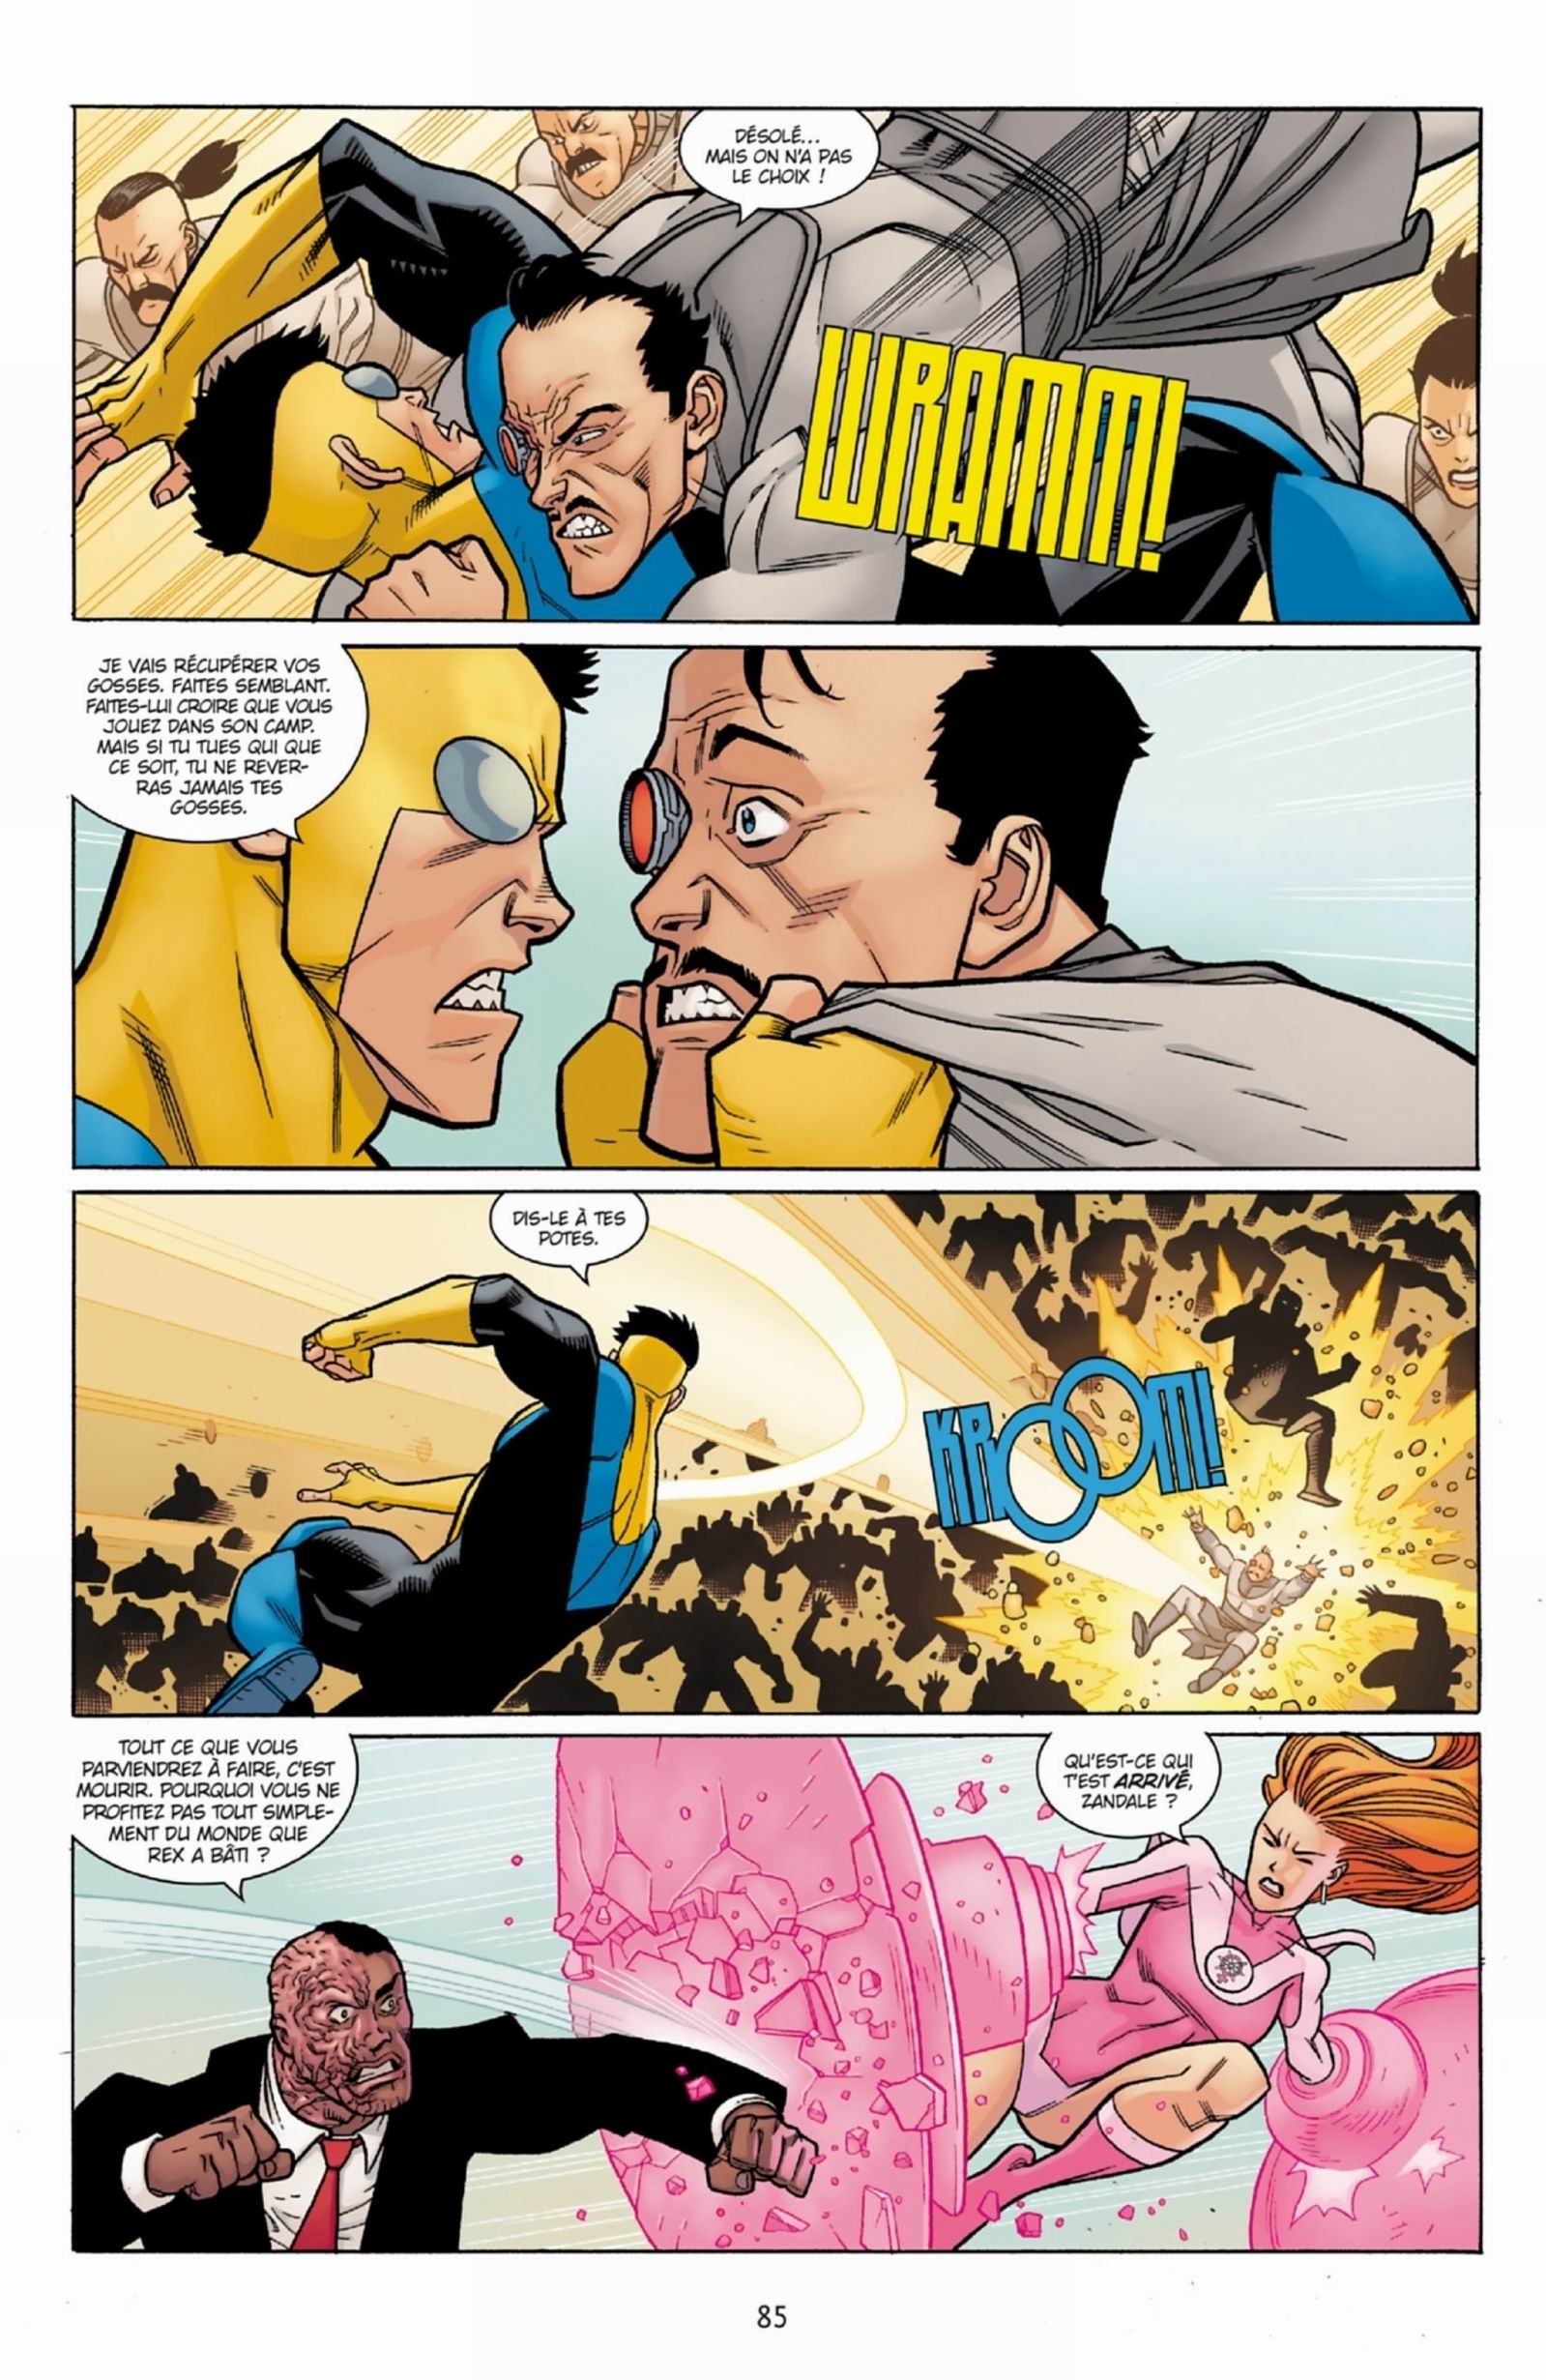 DÉSOLÉ...
MAIS ON N'A PAS
LE CHOIX !
WRAMM!
JE VAIS RÉCUPÉRER VOS
GOSSES. FAITES SEMBLANT.
FAITES-LUI CROIRE QUE VOUS
JOUEZ DANS SON CAMP.
MAIS SI TU TUES QUI QUE
CE SOIT, TU NE REVER-
RAS JAMAIS TES
GOSSES.
DIS-LE À TES
POTES.
KROOM!
TOUT CE QUE VOUS
PARVIENDREZ À FAIRE, C'EST
MOURIR. POURQUOI VOUS NE
PROFITEZ PAS TOUT SIMPLE-
MENT DU MONDE QUE
REX A BÂTI ?
QU'EST-CE QUI
T'EST ARRIVÉ,
ZANDALE ?
85